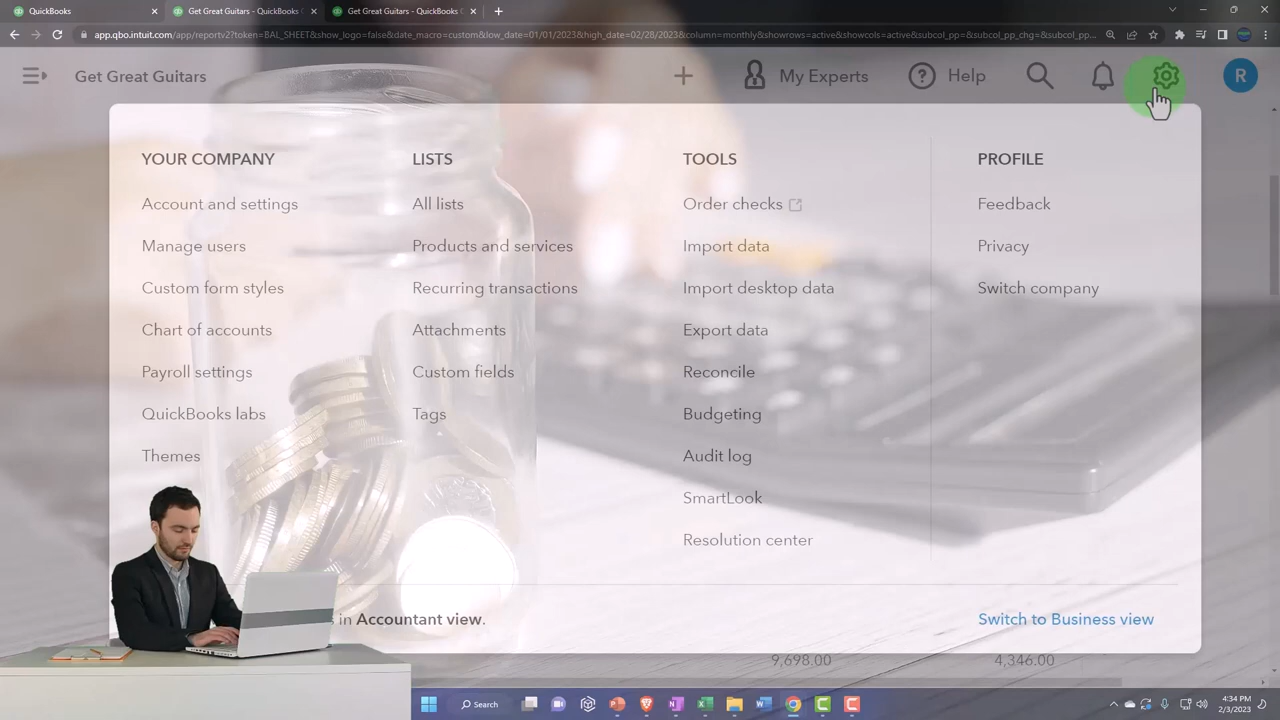 QuickBooks
Get Great Guitars - QuickBooks
Get Great Guitars - QuickBooks
app.qbo.intuit.com/app/reportv2?token=BAL_SHEET&show_logo=false&date_macro=custom&low_date=01/01/2023&high_date=02/28/2023&column=monthly&showrows=active&showcols=active&subcol_pp=&subcol_pp_chg=&subcol_pp...
Get Great Guitars
My Experts
Help
R
YOUR COMPANY
Account and settings
Manage users
Custom form styles
Chart of accounts
Payroll settings
QuickBooks labs
Themes
LISTS
All lists
Products and services
Recurring transactions
Attachments
Custom fields
Tags
TOOLS
Order checks
Import data
Import desktop data
Export data
Reconcile
Budgeting
Audit log
SmartLook
Resolution center
PROFILE
Feedback
Privacy
Switch company
in Accountant view.
Switch to Business view
9,698.00 4,346.00
Search
4:34 PM
2/3/2023